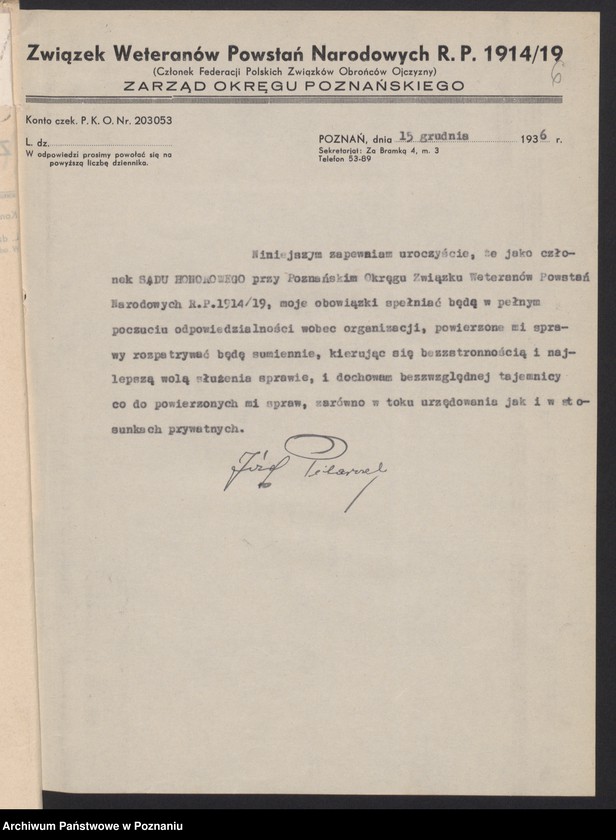 Związek Weteranów Powstań Narodowych R. P. 1914/19
6
(Członek Federacji Polskich Związków Obrońców Ojczyzny)
ZARZĄD OKRĘGU POZNAŃSKIEGO
Konto czek. P. K. O. Nr. 203053
L. dz.
W odpowiedzi prosimy powołać się na
powyższą liczbę dziennika.
POZNAŃ, dnia 15 grudnia 1936 r.
Sekretariat: Za Bramką 4, m. 3
Telefon 53-89
Niniejszym zapewniam uroczyście, że jako czło-
nek SĄDU HONOROWEGO przy Poznańskim Okręgu Związku Weteranów Powstań
Narodowych R.P.1914/19, moje obowiązki spełniać będą w pełnym
poczuciu odpowiedzialności wobec organizacji, powierzone mi spra-
wy rozpatrywać będę sumiennie, kierując się bezzstronnością i naj-
lepszą wolą służenia sprawie, i dochowam bezwzględnej tajemnicy
co do powierzonych mi spraw, zarówno w toku urzędowania jak i w sto-
sunkach prywatnych.
Józef
Archiwum Państwowe w Poznaniu